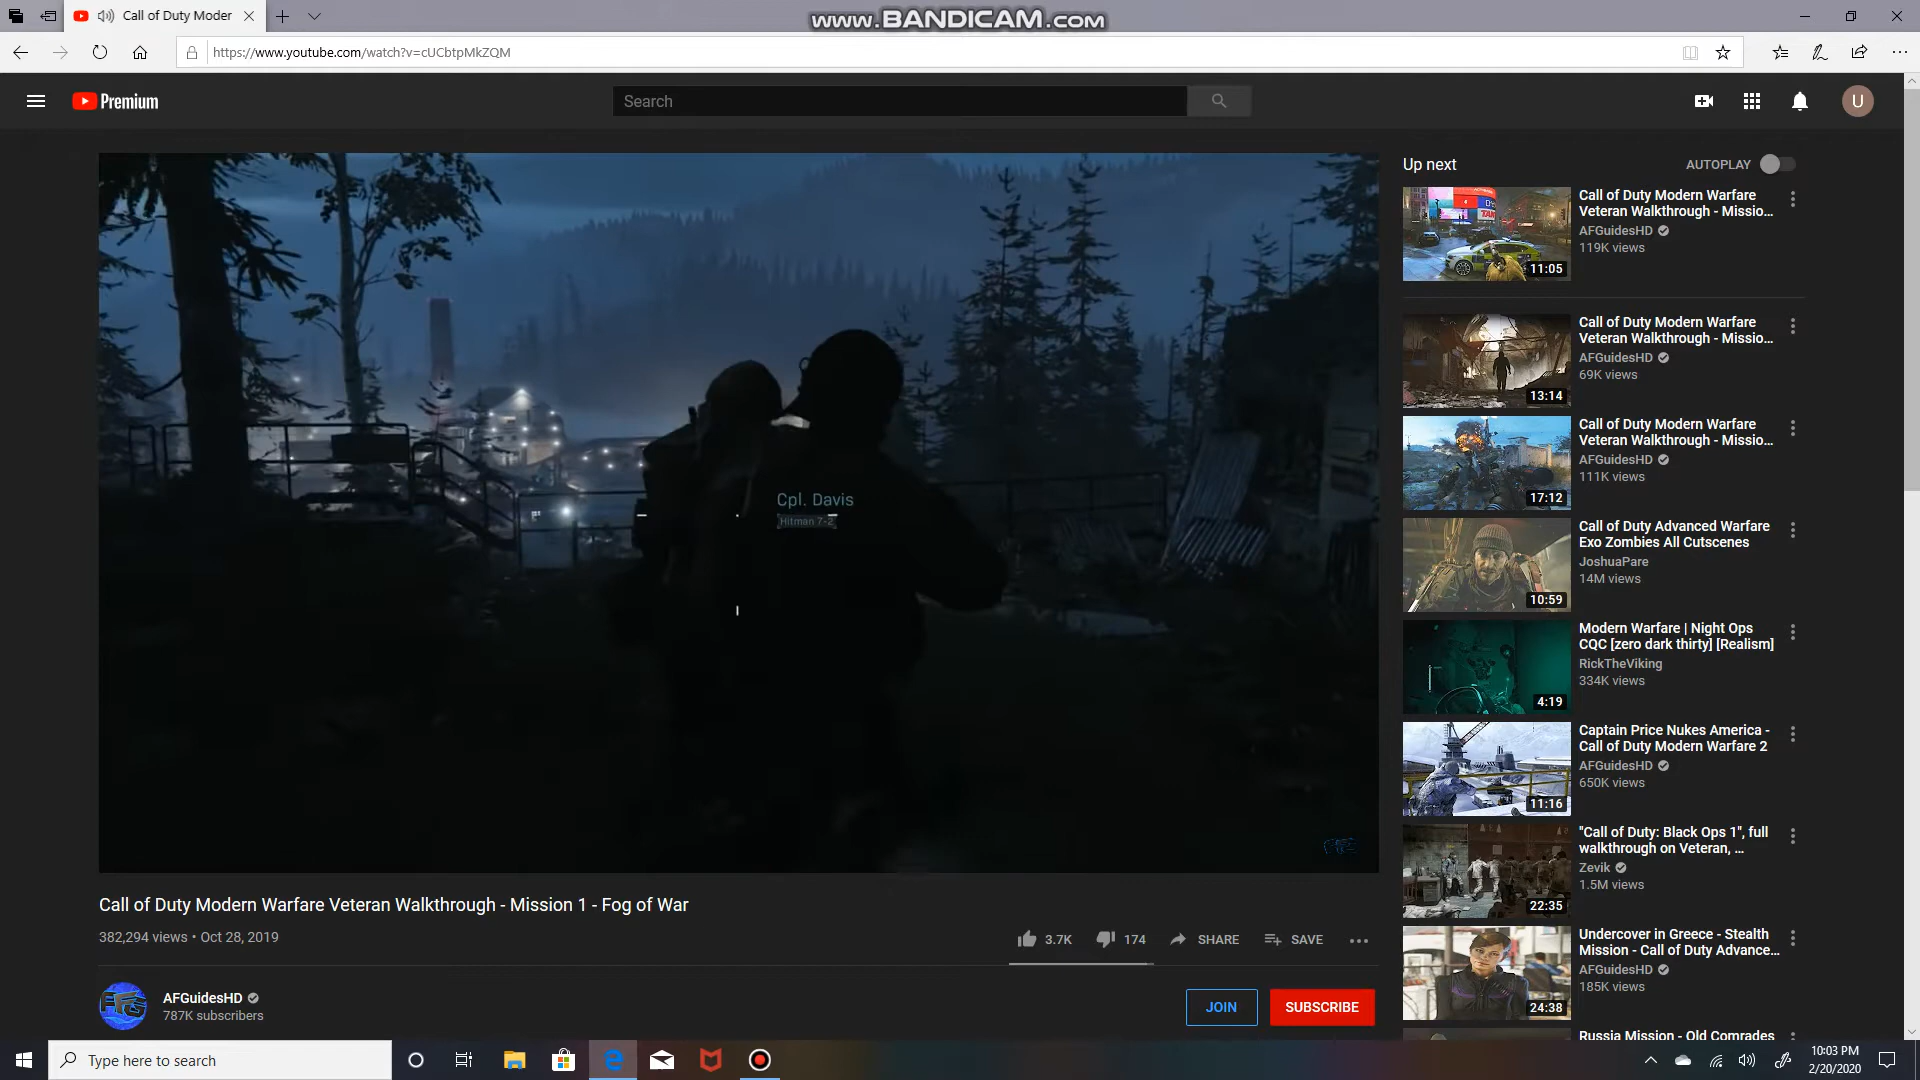 Call of Duty Moder
www.BANDICAM.com
https://www.youtube.com/watch?v=cUCbtpMkZQM
Premium
Search
U
Cpl. Davis
Hitman 7-2
Call of Duty Modern Warfare Veteran Walkthrough - Mission 1 - Fog of War
382,294 views • Oct 28, 2019
3.7K
174
SHARE
SAVE
AFGuidesHD
787K subscribers
JOIN
SUBSCRIBE
Up next
AUTOPLAY
Call of Duty Modern Warfare
Veteran Walkthrough - Missio...
AFGuidesHD
119K views
11:05
Call of Duty Modern Warfare
Veteran Walkthrough - Missio...
AFGuidesHD
69K views
13:14
Call of Duty Modern Warfare
Veteran Walkthrough - Missio...
AFGuidesHD
111K views
17:12
Call of Duty Advanced Warfare
Exo Zombies All Cutscenes
JoshuaPare
14M views
10:59
Modern Warfare | Night Ops
CQC [zero dark thirty] [Realism]
RickTheViking
334K views
4:19
Captain Price Nukes America -
Call of Duty Modern Warfare 2
AFGuidesHD
650K views
11:16
"Call of Duty: Black Ops 1", full
walkthrough on Veteran, ...
Zevik
1.5M views
22:35
Undercover in Greece - Stealth
Mission - Call of Duty Advance...
AFGuidesHD
185K views
24:38
Russia Mission - Old Comrades
Type here to search
10:03 PM
2/20/2020